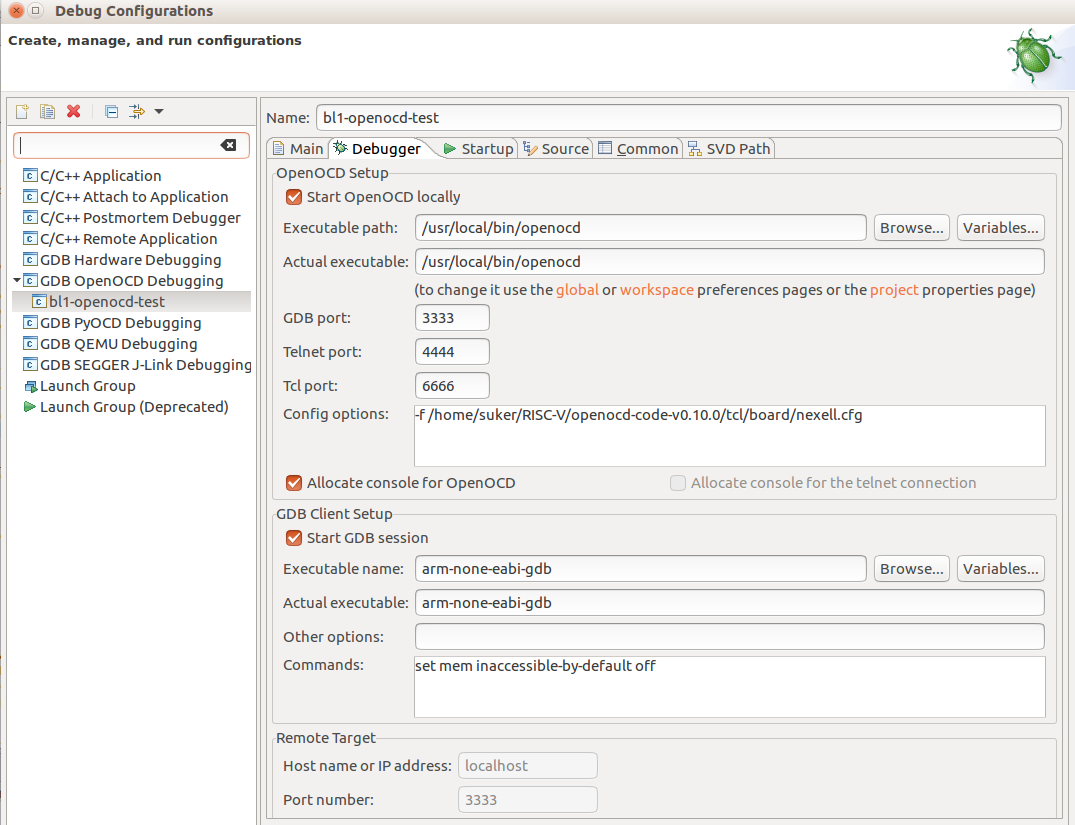 Debug Configurations
Create, manage, and run configurations
Name: bl1-openocd-test
Main Debugger Startup Source Common SVD Path
C/C++ Application
C/C++ Attach to Application
C/C++ Postmortem Debugger
C/C++ Remote Application
GDB Hardware Debugging
GDB OpenOCD Debugging
bl1-openocd-test
GDB PyOCD Debugging
GDB QEMU Debugging
GDB SEGGER J-Link Debugging
Launch Group
Launch Group (Deprecated)
OpenOCD Setup
Start OpenOCD locally
Executable path: /usr/local/bin/openocd Browse... Variables...
Actual executable: /usr/local/bin/openocd
(to change it use the global or workspace preferences pages or the project properties page)
GDB port: 3333
Telnet port: 4444
Tcl port: 6666
Config options: -f /home/suker/RISC-V/openocd-code-v0.10.0/tcl/board/nexell.cfg
Allocate console for OpenOCD Allocate console for the telnet connection
GDB Client Setup
Start GDB session
Executable name: arm-none-eabi-gdb Browse... Variables...
Actual executable: arm-none-eabi-gdb
Other options:
Commands: set mem inaccessible-by-default off
Remote Target
Host name or IP address: localhost
Port number: 3333